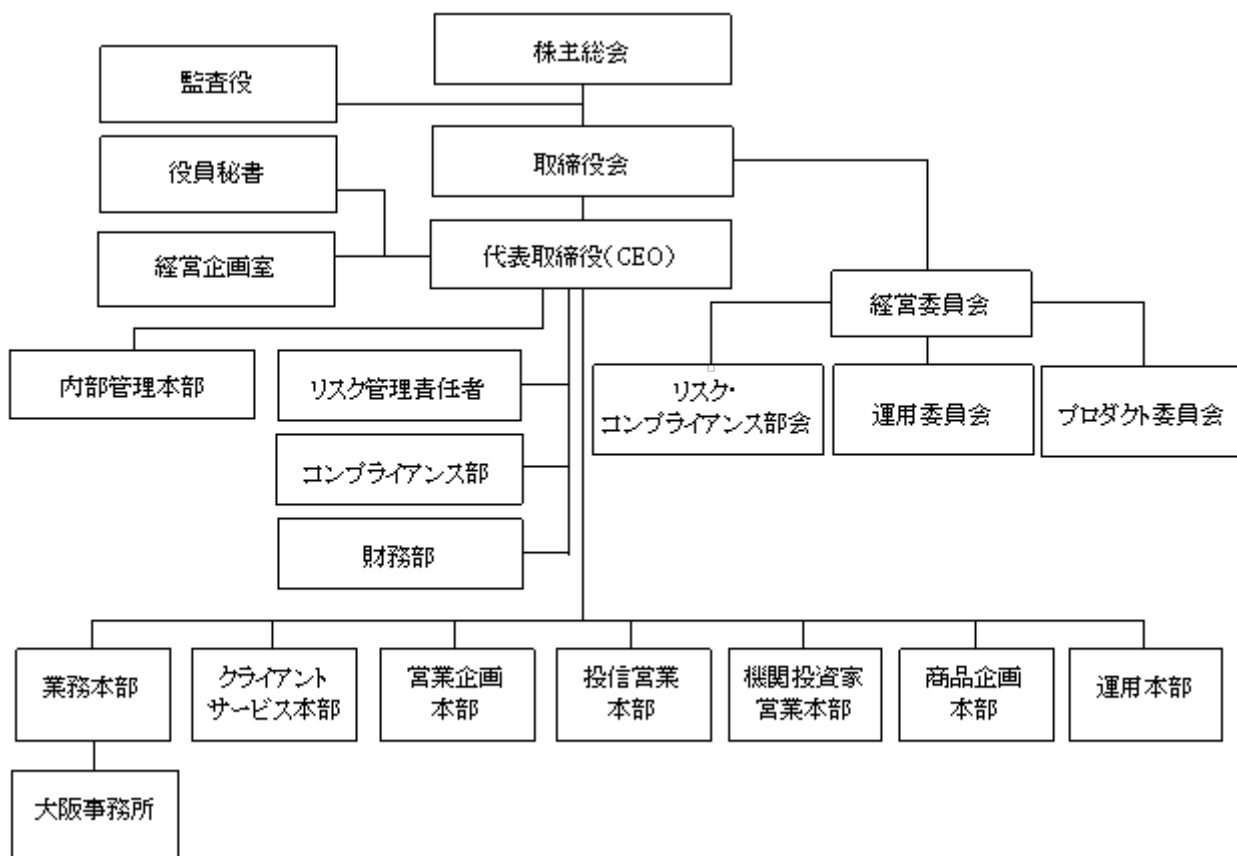 株主総会
監査役
取締役会
役員秘書
代表取締役(CEO)
経営企画室
経営委員会
内部管理本部
リスク管理責任者
リスク・
コンプライアンス部会
運用委員会
プロダクト委員会
コンプライアンス部
財務部
業務本部
クライアント
サービス本部
営業企画
本部
投信営業
本部
機関投資家
営業本部
商品企画
本部
運用本部
大阪事務所